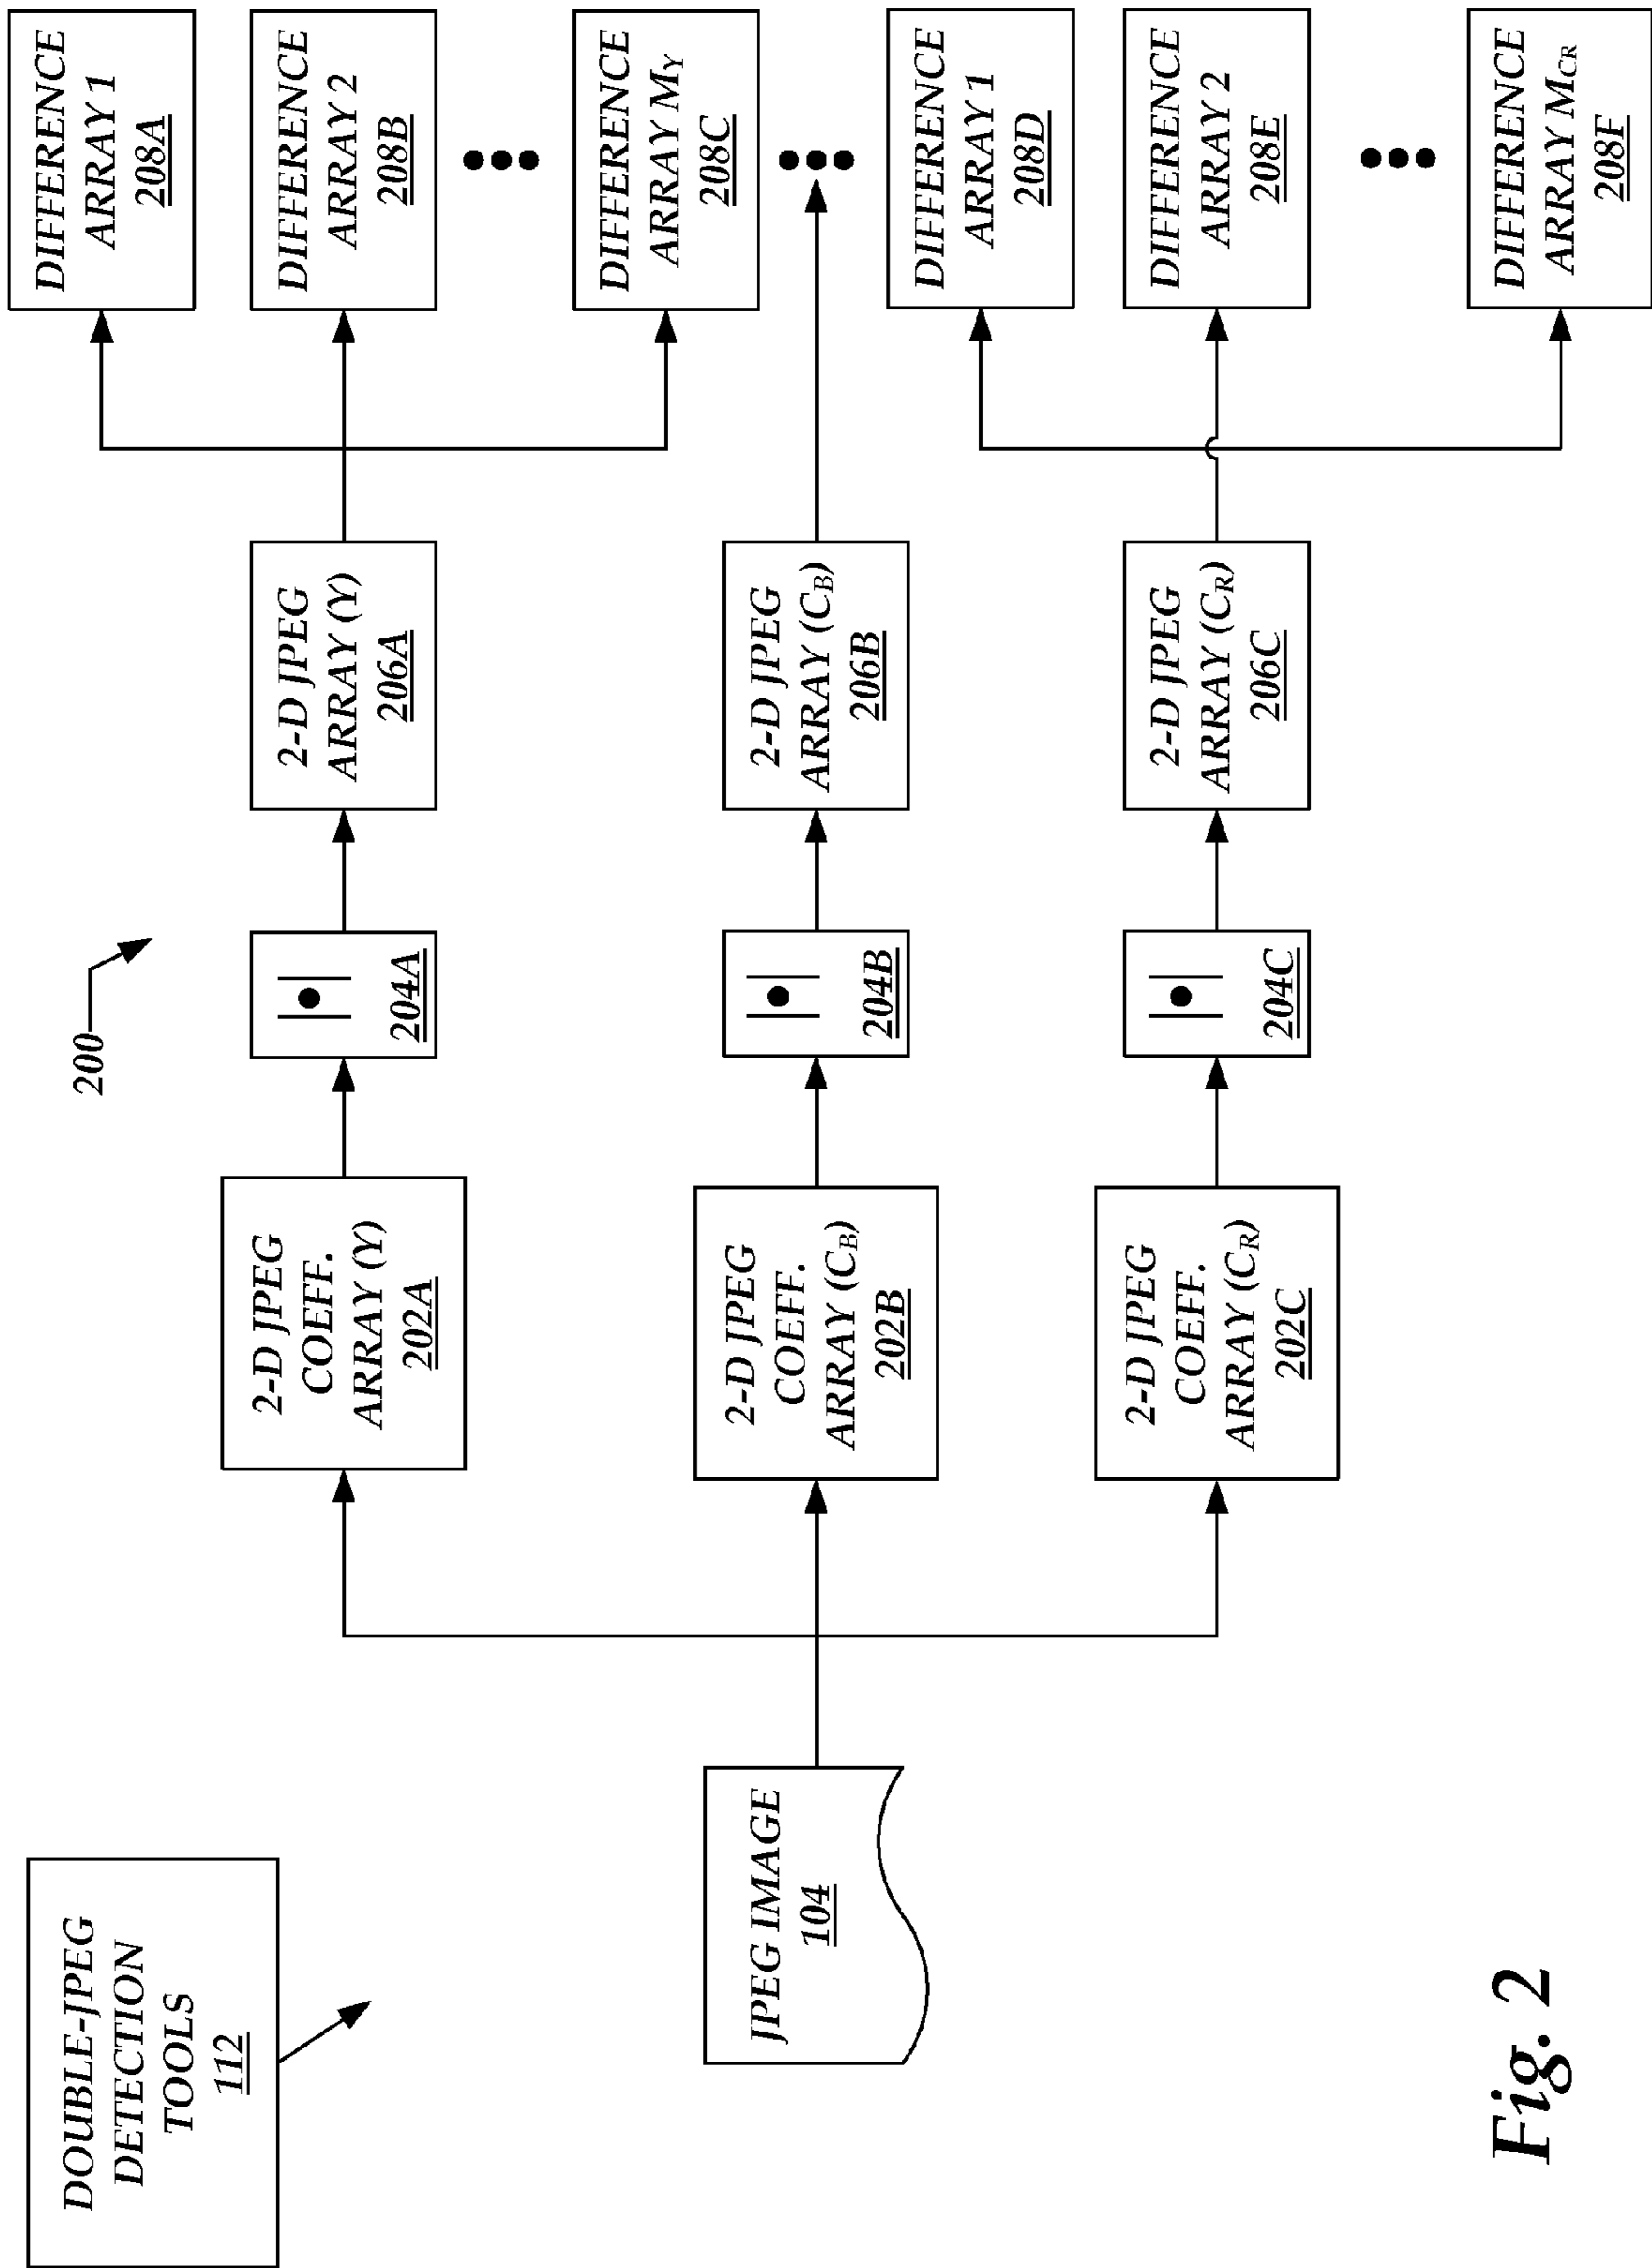 DOUBLE-JPEG
DETECTION
TOOLS
112
200
JPEG IMAGE
104
2-D JPEG
COEFF.
ARRAY (Y)
202A
|•|
204A
2-D JPEG
ARRAY (Y)
206A
DIFFERENCE
ARRAY 1
208A
DIFFERENCE
ARRAY 2
208B
DIFFERENCE
ARRAY MY
208C
2-D JPEG
COEFF.
ARRAY (CB)
202B
|•|
204B
2-D JPEG
ARRAY (CB)
206B
2-D JPEG
COEFF.
ARRAY (CR)
202C
|•|
204C
2-D JPEG
ARRAY (CR)
206C
DIFFERENCE
ARRAY 1
208D
DIFFERENCE
ARRAY 2
208E
DIFFERENCE
ARRAY MCR
208F
Fig. 2